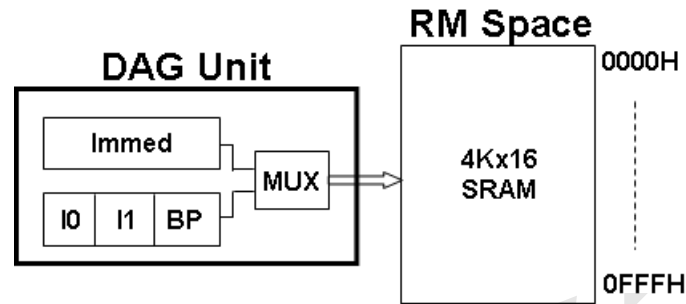 RM Space
DAG Unit
0000H
Immed
MUX
4Kx16
SRAM
I0 I1 BP
0FFFH